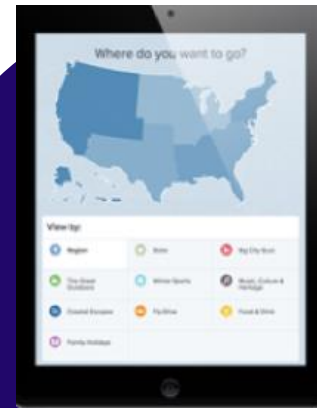 Where do you want to go?
View by:
Region
State
Big City Buzz
The Great
Outdoors
Winter Sports
Music, Culture &
Heritage
Coastal Escapes
Fly-Drive
Food & Drink
Family Holidays